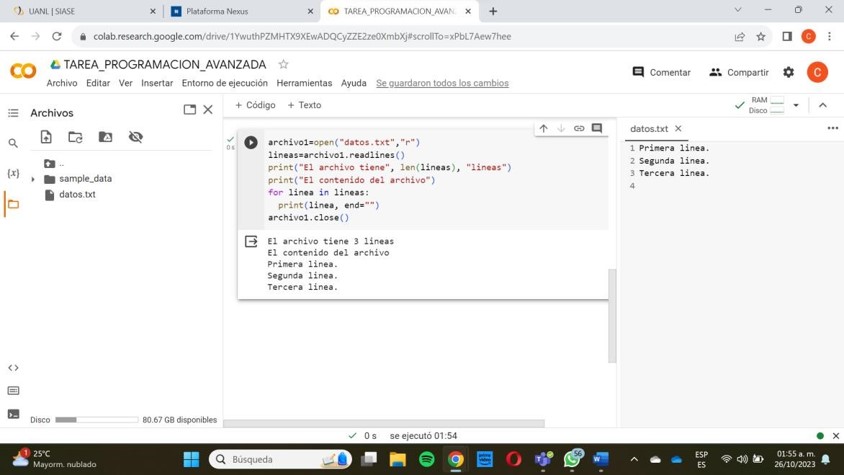 UANL | SIASE
Plataforma Nexus
TAREA_PROGRAMACION_AVAN
colab.research.google.com/drive/1YwuthPZMHTX9XEwADQCyZZE2ze0XmbXj#scrollTo=xPbL7Aew7hee
C
TAREA_PROGRAMACION_AVANZADA
Archivo Editar Ver Insertar Entorno de ejecución Herramientas Ayuda Se guardaron todos los cambios
Comentar Compartir C
Archivos
+ Código + Texto
RAM
Disco
{x}
..
sample_data
datos.txt
0 s
archivo1=open("datos.txt","r")
lineas=archivo1.readlines()
print("El archivo tiene", len(lineas), "lineas")
print("El contenido del archivo")
for linea in lineas:
print(linea, end="")
archivo1.close()
El archivo tiene 3 lineas
El contenido del archivo
Primera linea.
Segunda linea.
Tercera linea.
datos.txt
1 Primera linea.
2 Segunda linea.
3 Tercera linea.
4
Disco 80.67 GB disponibles
0 s se ejecutó 01:54
1
25°C
Mayorm. nublado
Búsqueda
56
ESP
ES
01:55 a. m.
26/10/2023